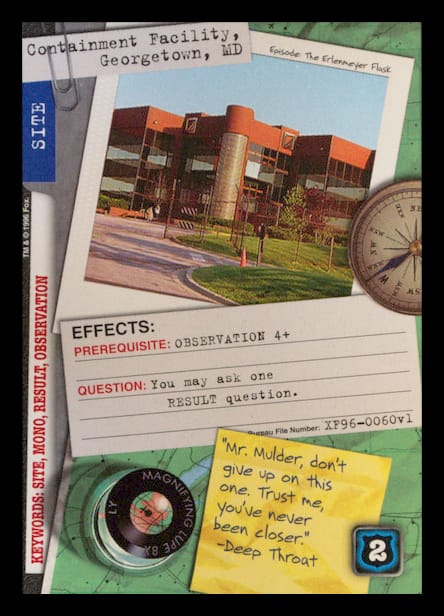 Containment Facility,
Georgetown, MD
Episode: The Erlenmeyer Flask
SITE
TM & © 1996 Fox.
KEYWORDS: SITE, MONO, RESULT, OBSERVATION
EFFECTS:
PREREQUISITE: OBSERVATION 4+
QUESTION: You may ask one
RESULT question.
Bureau File Number: XF96-0060v1
MAGNIFYING LUPE 8X
LY
"Mr. Mulder, don't
give up on this
one. Trust me,
you've never
been closer."
-Deep Throat
2